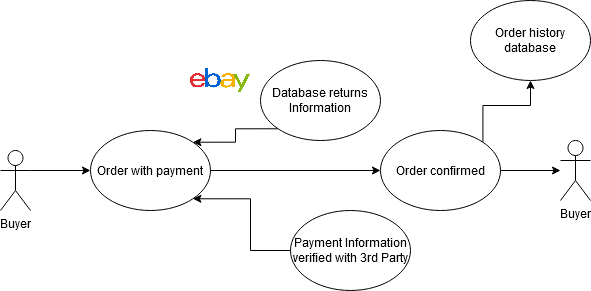 Order history
database
ebay
Database returns
Information
Order with payment
Order confirmed
Buyer
Buyer
Payment Information
verified with 3rd Party